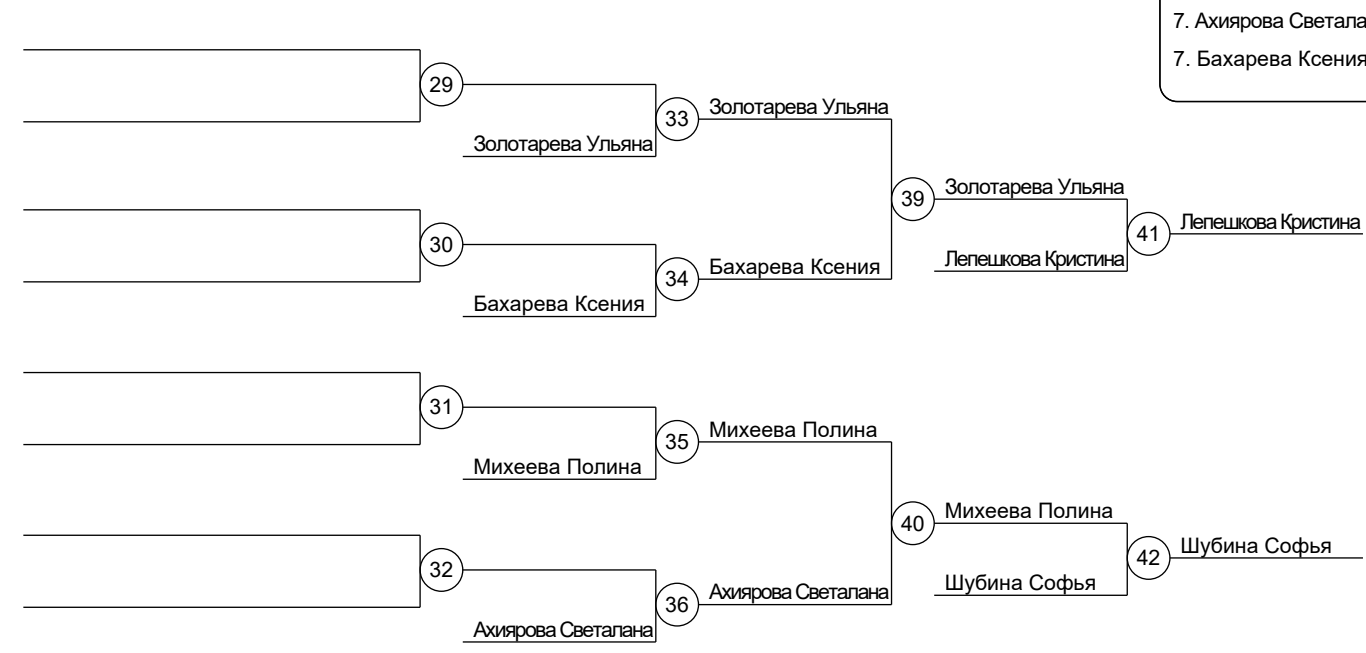 7. Ахиярова Светала
7. Бахарева Ксения
29
33
Золотарева Ульяна
Золотарева Ульяна
39
Золотарева Ульяна
41
Лепешкова Кристина
30
34
Бахарева Ксения
Лепешкова Кристина
Бахарева Ксения
31
35
Михеева Полина
Михеева Полина
40
Михеева Полина
42
Шубина Софья
32
36
Ахиярова Светалана
Шубина Софья
Ахиярова Светалана